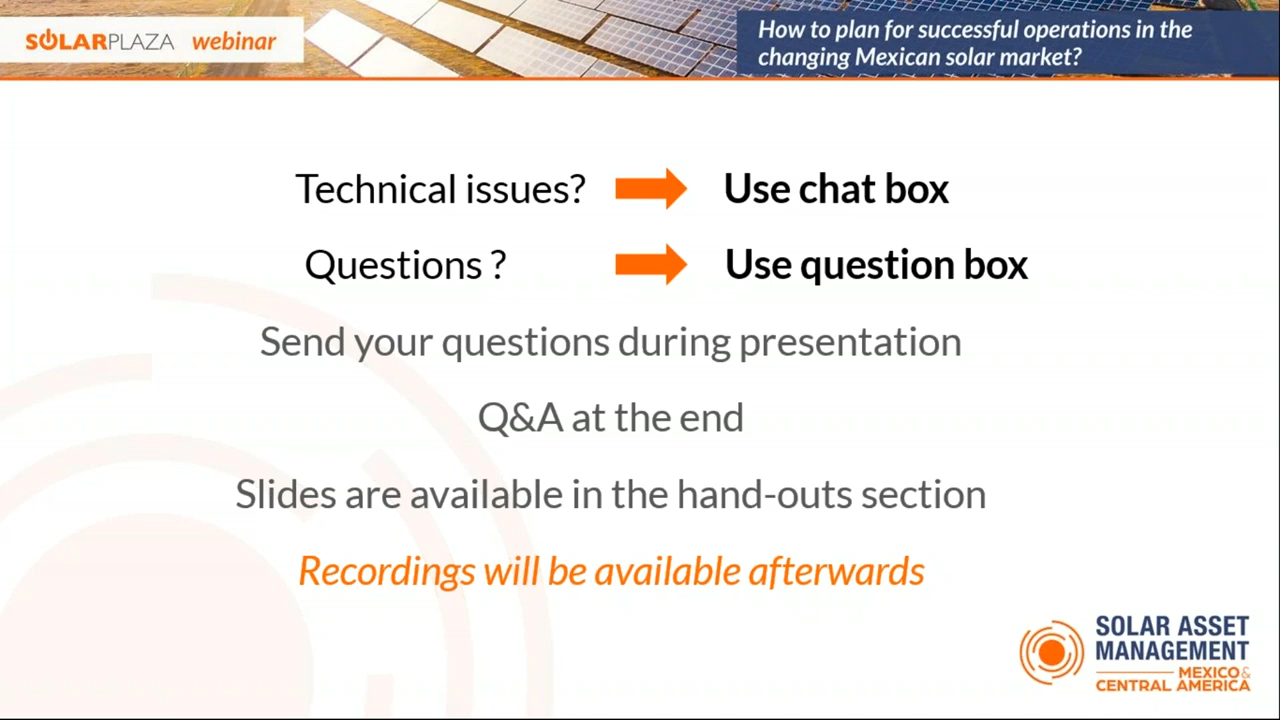 SOLARPLAZA webinar
How to plan for successful operations in the
changing Mexican solar market?
Technical issues? Use chat box
Questions ? Use question box
Send your questions during presentation
Q&A at the end
Slides are available in the hand-outs section
Recordings will be available afterwards
SOLAR ASSET
MANAGEMENT
MEXICO&
CENTRAL AMERICA